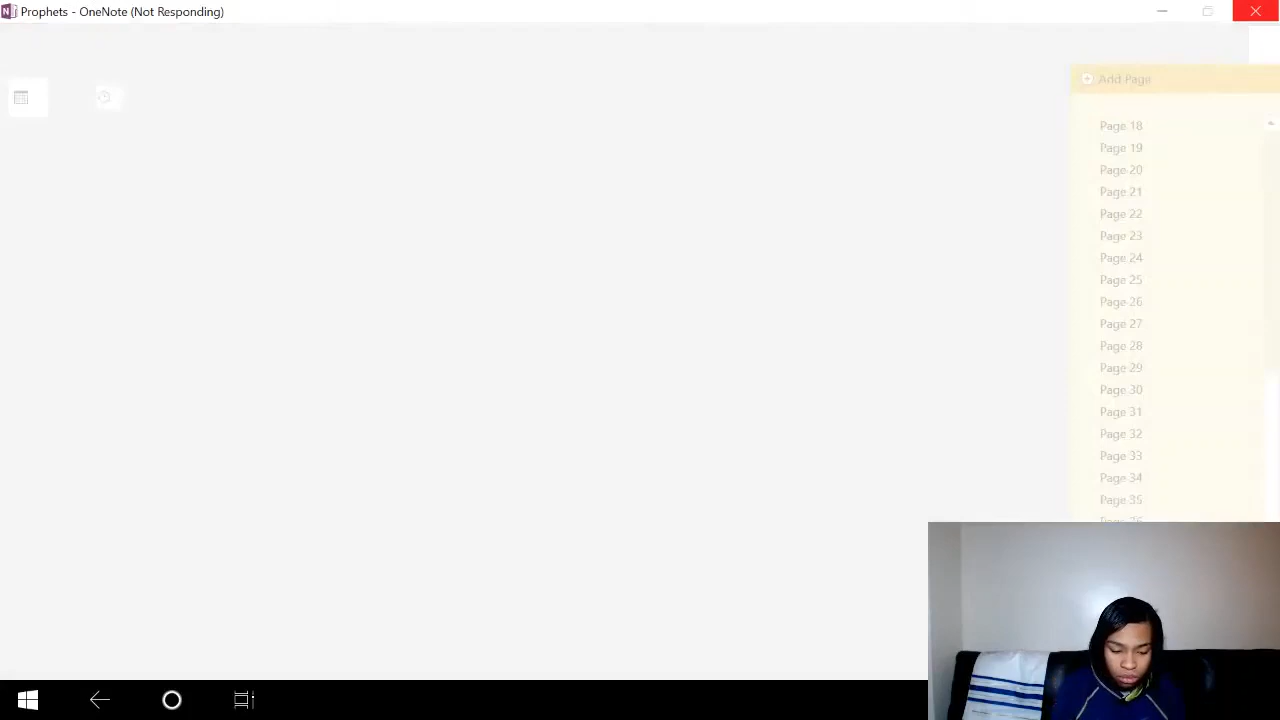 Prophets - OneNote (Not Responding)
Add Page
Page 18
Page 19
Page 20
Page 21
Page 22
Page 23
Page 24
Page 25
Page 26
Page 27
Page 28
Page 29
Page 30
Page 31
Page 32
Page 33
Page 34
Page 35